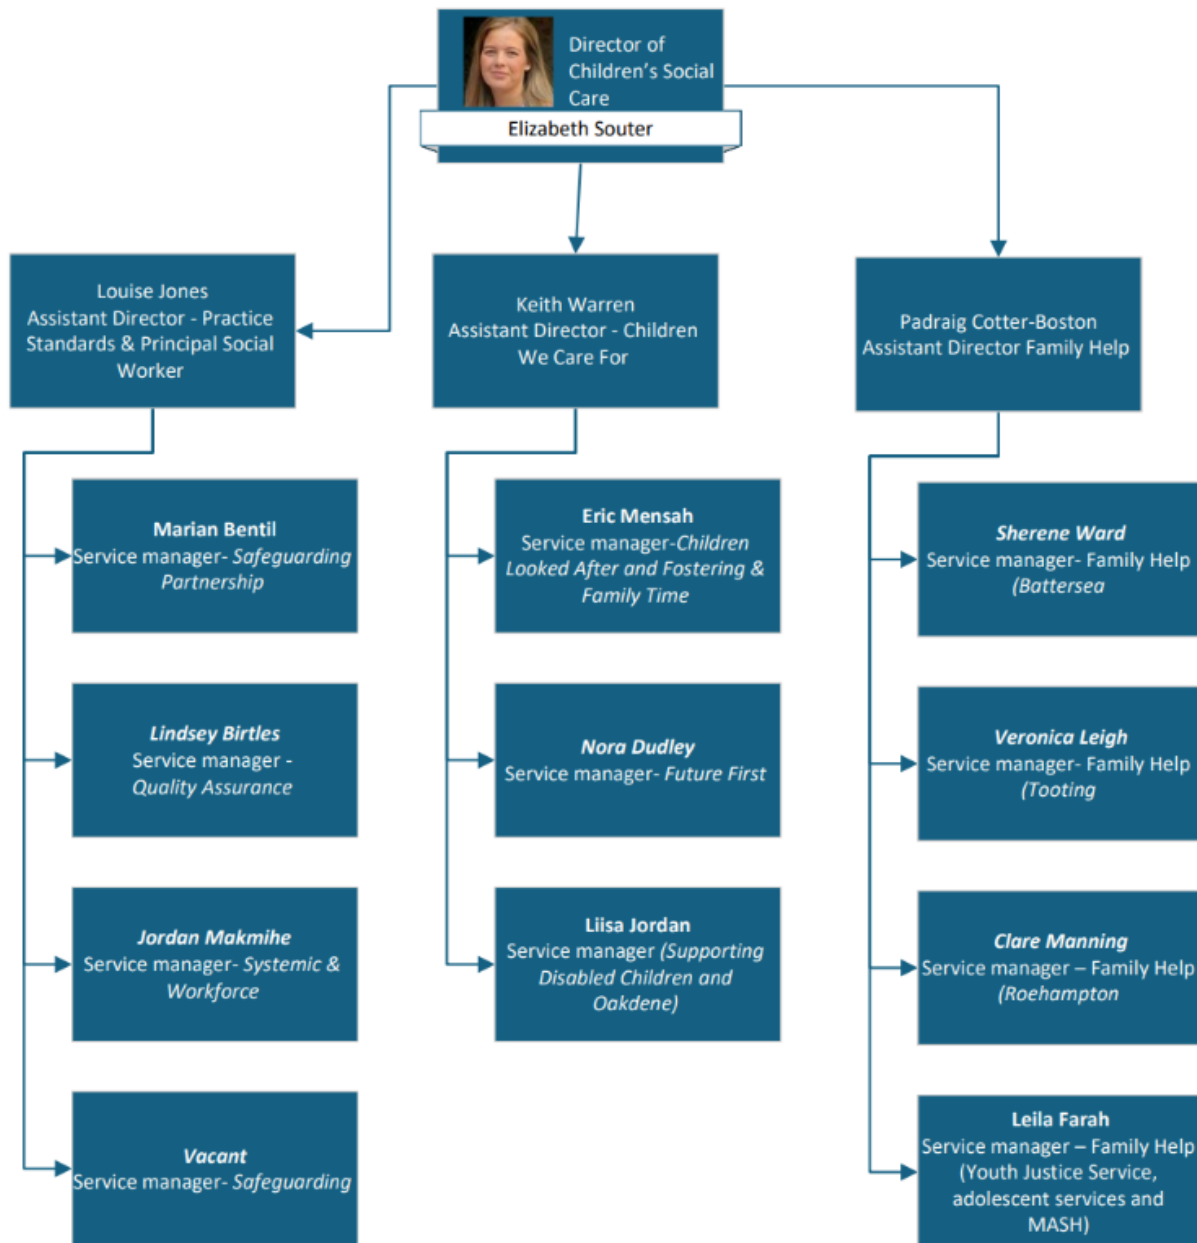 Director of
Children's Social
Care
Elizabeth Souter
Louise Jones
Assistant Director - Practice
Standards & Principal Social
Worker
Keith Warren
Assistant Director - Children
We Care For
Padraig Cotter-Boston
Assistant Director Family Help
Marian Bentil
Service manager- Safeguarding
Partnership
Lindsey Birtles
Service manager -
Quality Assurance
Jordan Makmihe
Service manager- Systemic &
Workforce
Vacant
Service manager- Safeguarding
Eric Mensah
Service manager-Children
Looked After and Fostering &
Family Time
Nora Dudley
Service manager- Future First
Liisa Jordan
Service manager (Supporting
Disabled Children and
Oakdene)
Sherene Ward
Service manager- Family Help
(Battersea
Veronica Leigh
Service manager- Family Help
(Tooting
Clare Manning
Service manager – Family Help
(Roehampton
Leila Farah
Service manager – Family Help
(Youth Justice Service,
adolescent services and
MASH)